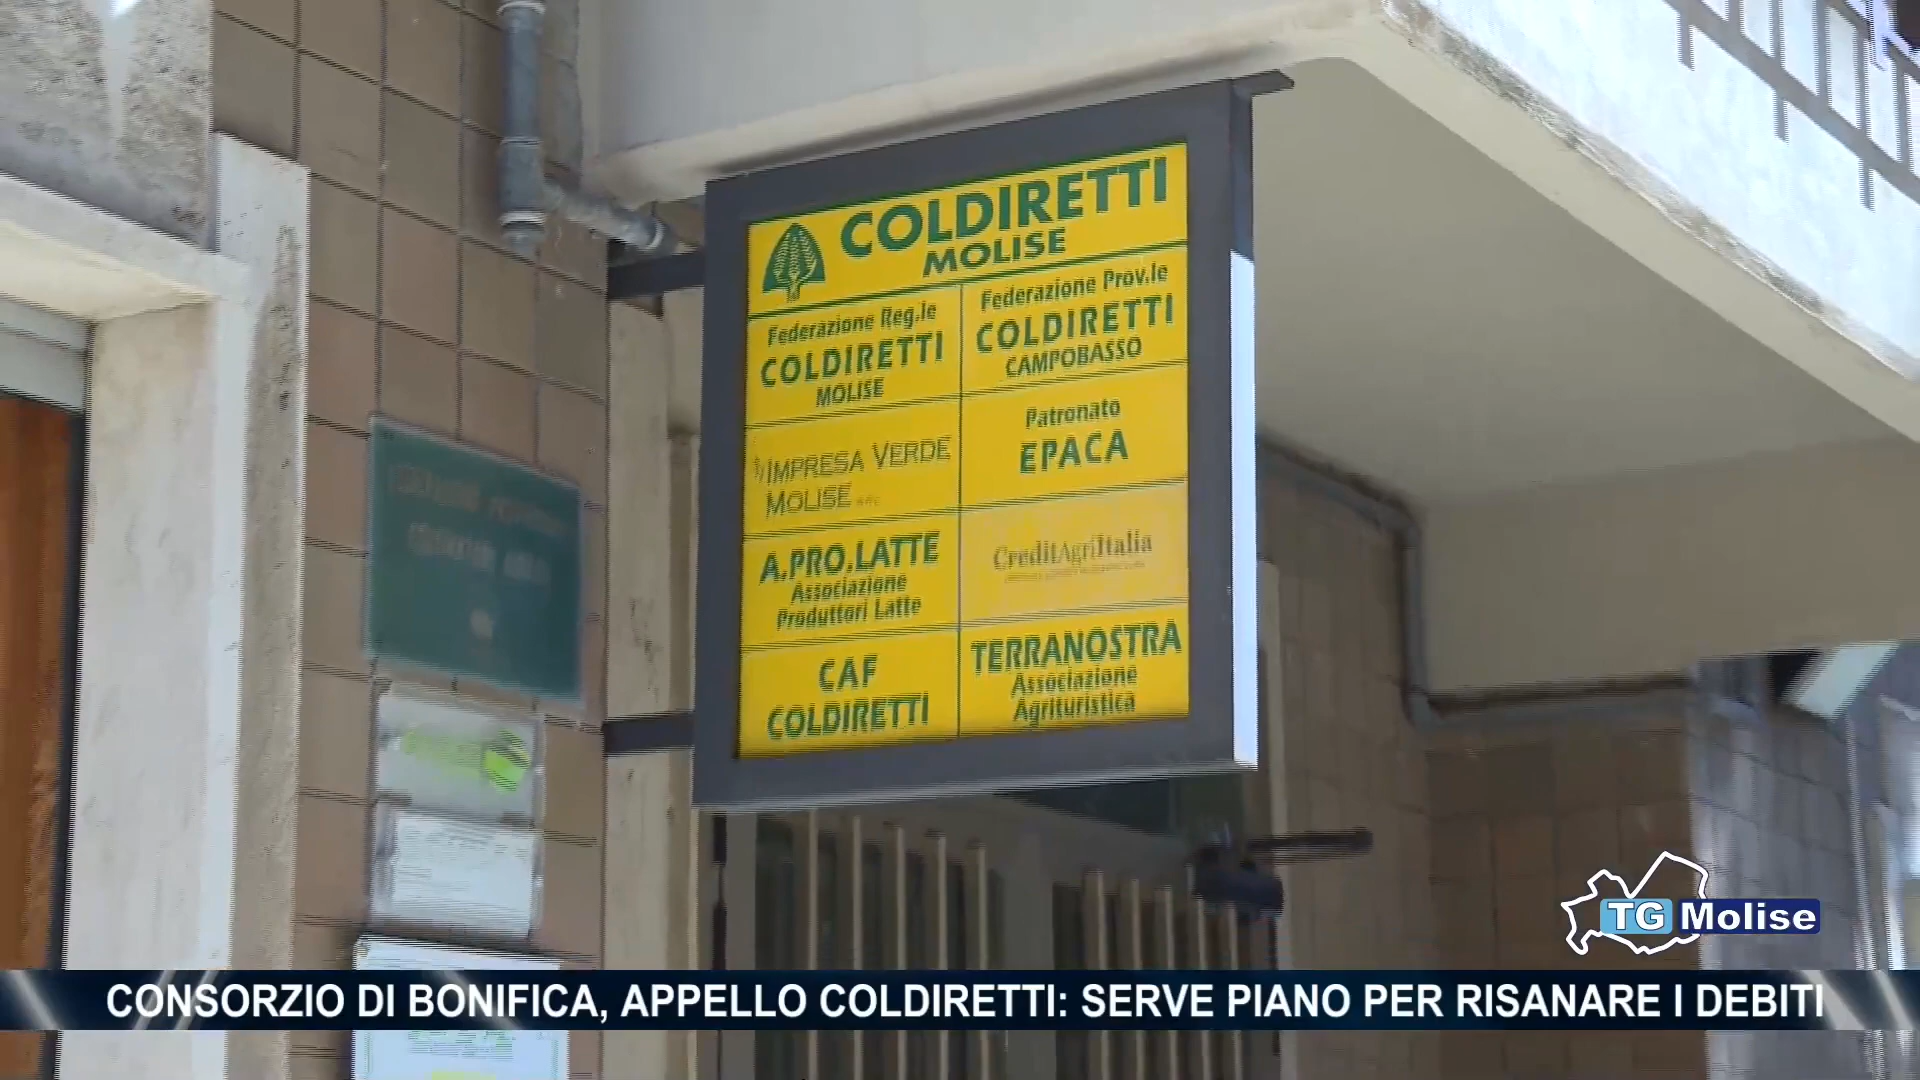 COLDIRETTI
MOLISE
Federazione Reg.le
COLDIRETTI
MOLISE
Federazione Prov.le
COLDIRETTI
CAMPOBASSO
IMPRESA VERDE
MOLISE
Patronato
EPACA
A.PRO.LATTE
Associazione
Produttori Latte
CreditAgriItalia
CAF
COLDIRETTI
TERRANOSTRA
Associazione
Agrituristica
TG Molise
CONSORZIO DI BONIFICA, APPELLO COLDIRETTI: SERVE PIANO PER RISANARE I DEBITI